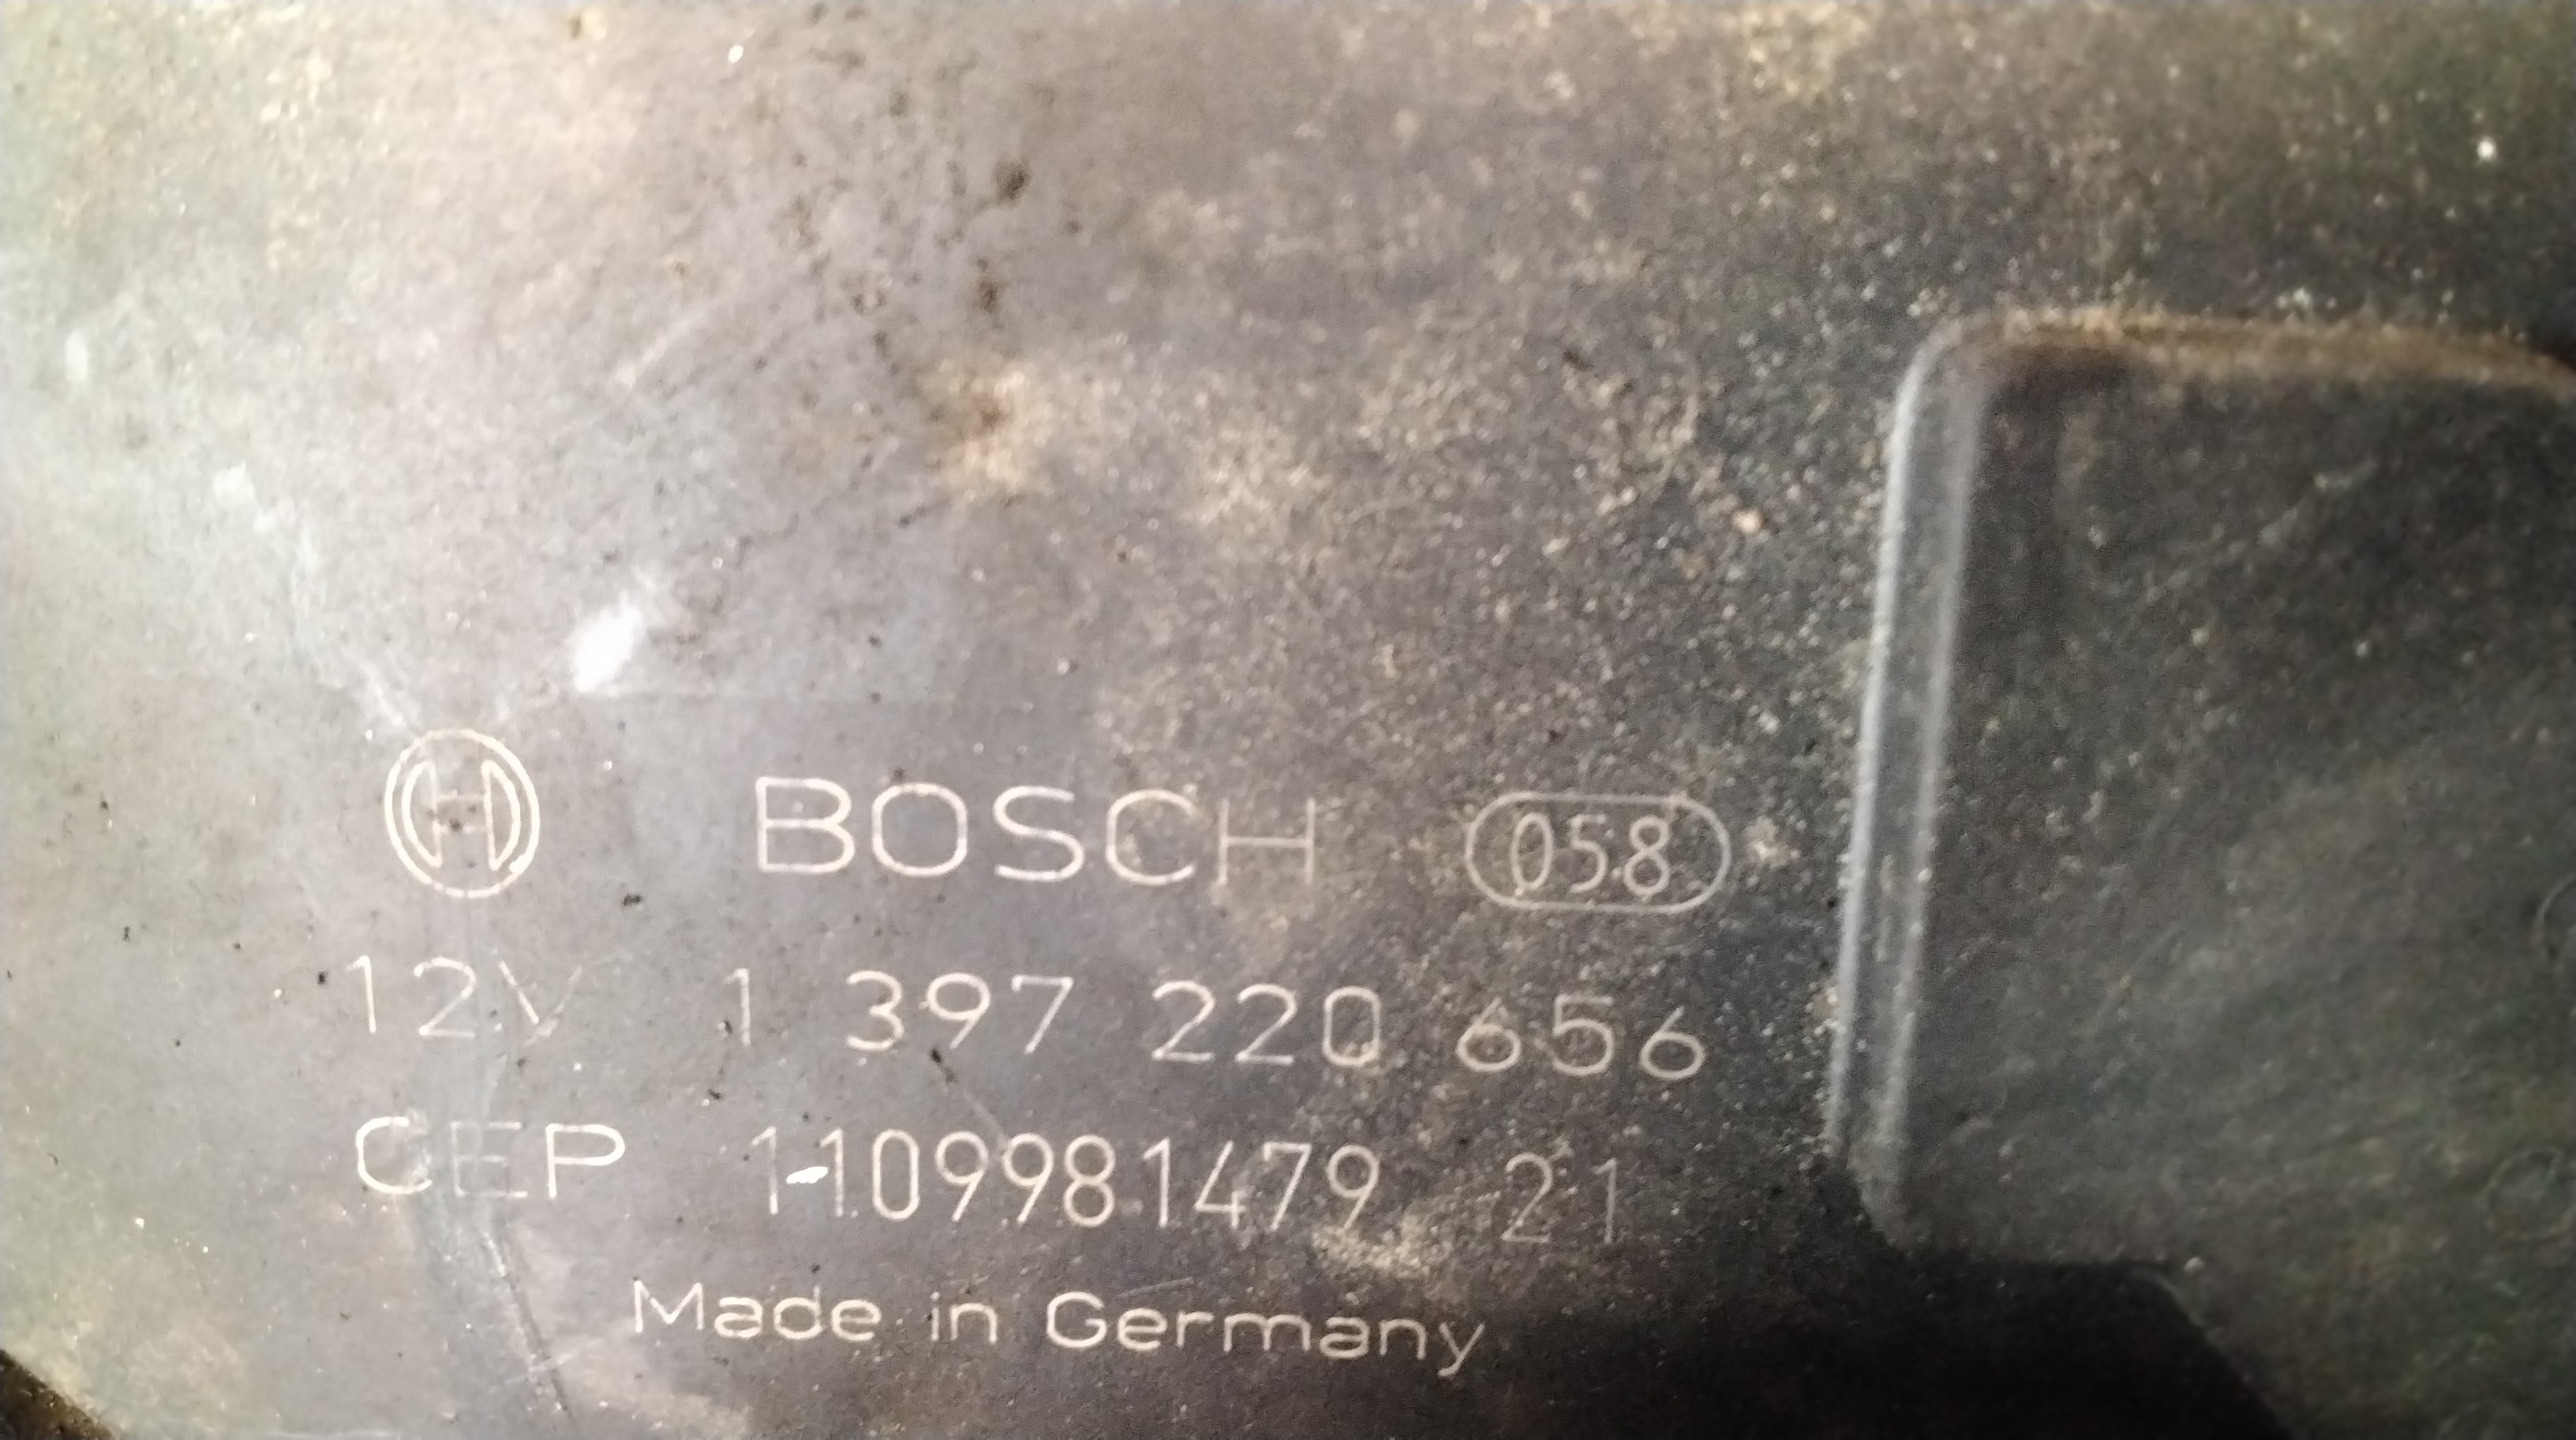 BOSCH 058
12V 1 397 220 656
CEP 1109981479 21
Made in Germany